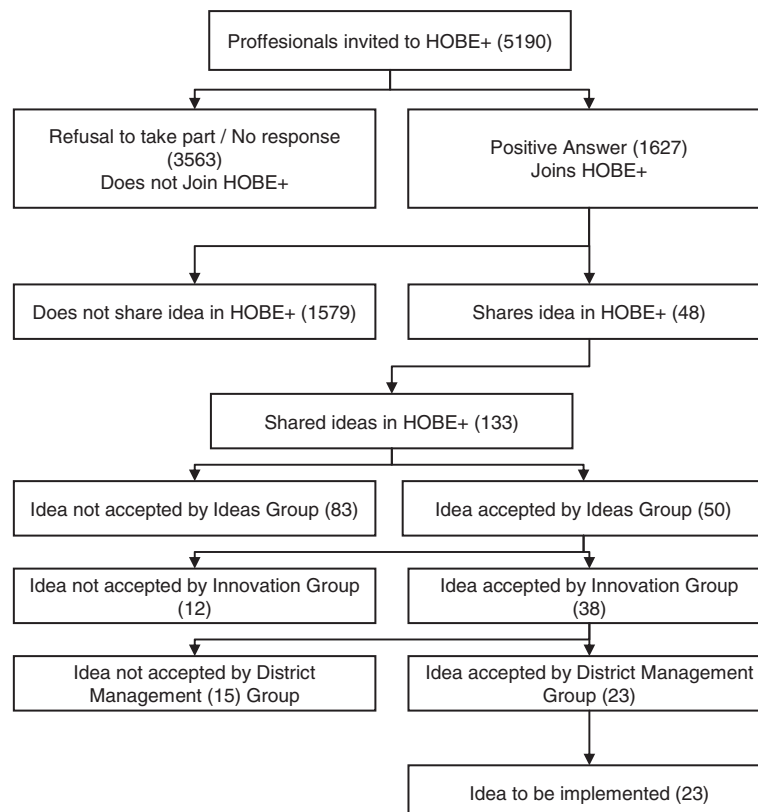 Proffesionals invited to HOBE+ (5190)
Refusal to take part / No response
(3563)
Does not Join HOBE+
Positive Answer (1627)
Joins HOBE+
Does not share idea in HOBE+ (1579)
Shares idea in HOBE+ (48)
Shared ideas in HOBE+ (133)
Idea not accepted by Ideas Group (83)
Idea accepted by Ideas Group (50)
Idea not accepted by Innovation Group
(12)
Idea accepted by Innovation Group
(38)
Idea not accepted by District
Management (15) Group
Idea accepted by District Management
Group (23)
Idea to be implemented (23)